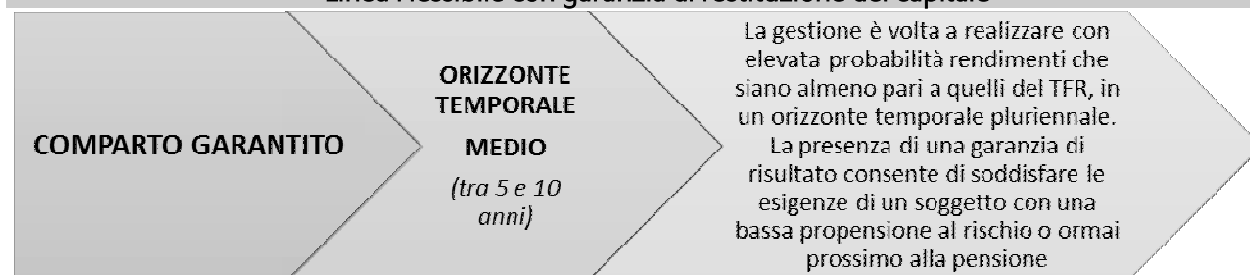 Linea Flessibile con garanzia di restituzione del capitale
COMPARTO GARANTITO
ORIZZONTE
TEMPORALE
MEDIO
(tra 5 e 10
anni)
La gestione è volta a realizzare con
elevata probabilità rendimenti che
siano almeno pari a quelli del TFR, in
un orizzonte temporale pluriennale.
La presenza di una garanzia di
risultato consente di soddisfare le
esigenze di un soggetto con una
bassa propensione al rischio o ormai
prossimo alla pensione